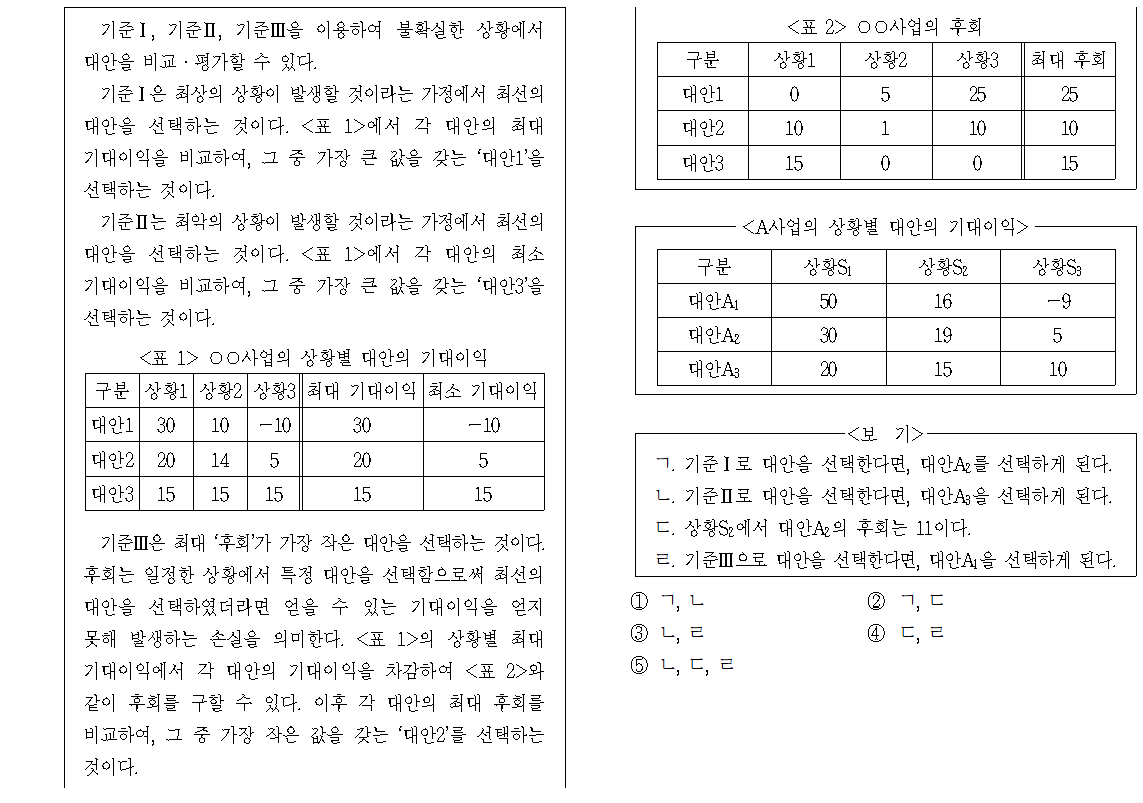 기준Ⅰ, 기준Ⅱ, 기준Ⅲ을 이용하여 불확실한 상황에서
대안을 비교·평가할 수 있다.
기준Ⅰ은 최상의 상황이 발생할 것이라는 가정에서 최선의
대안을 선택하는 것이다. <표 1>에서 각 대안의 최대
기대이익을 비교하여, 그 중 가장 큰 값을 갖는 ‘대안1’을
선택하는 것이다.
기준Ⅱ는 최악의 상황이 발생할 것이라는 가정에서 최선의
대안을 선택하는 것이다. <표 1>에서 각 대안의 최소
기대이익을 비교하여, 그 중 가장 큰 값을 갖는 ‘대안3’을
선택하는 것이다.
<표 1> ○○사업의 상황별 대안의 기대이익
구분 상황1 상황2 상황3 최대 기대이익 최소 기대이익
대안1 30 10 -10 30 -10
대안2 20 14 5 20 5
대안3 15 15 15 15 15
기준Ⅲ은 최대 ‘후회’가 가장 작은 대안을 선택하는 것이다.
후회는 일정한 상황에서 특정 대안을 선택함으로써 최선의
대안을 선택하였더라면 얻을 수 있는 기대이익을 얻지
못해 발생하는 손실을 의미한다. <표 1>의 상황별 최대
기대이익에서 각 대안의 기대이익을 차감하여 <표 2>와
같이 후회를 구할 수 있다. 이후 각 대안의 최대 후회를
비교하여, 그 중 가장 작은 값을 갖는 ‘대안2’를 선택하는
것이다.
<표 2> ○○사업의 후회
구분 상황1 상황2 상황3 최대 후회
대안1 0 5 25 25
대안2 10 1 10 10
대안3 15 0 0 15
<A사업의 상황별 대안의 기대이익>
구분 상황S₁ 상황S₂ 상황S₃
대안A₁ 50 16 -9
대안A₂ 30 19 5
대안A₃ 20 15 10
<보 기>
ㄱ. 기준Ⅰ로 대안을 선택한다면, 대안A₂를 선택하게 된다.
ㄴ. 기준Ⅱ로 대안을 선택한다면, 대안A₃을 선택하게 된다.
ㄷ. 상황S₂에서 대안A₂의 후회는 11이다.
ㄹ. 기준Ⅲ으로 대안을 선택한다면, 대안A₁을 선택하게 된다.
① ㄱ, ㄴ ② ㄱ, ㄷ
③ ㄴ, ㄹ ④ ㄷ, ㄹ
⑤ ㄴ, ㄷ, ㄹ